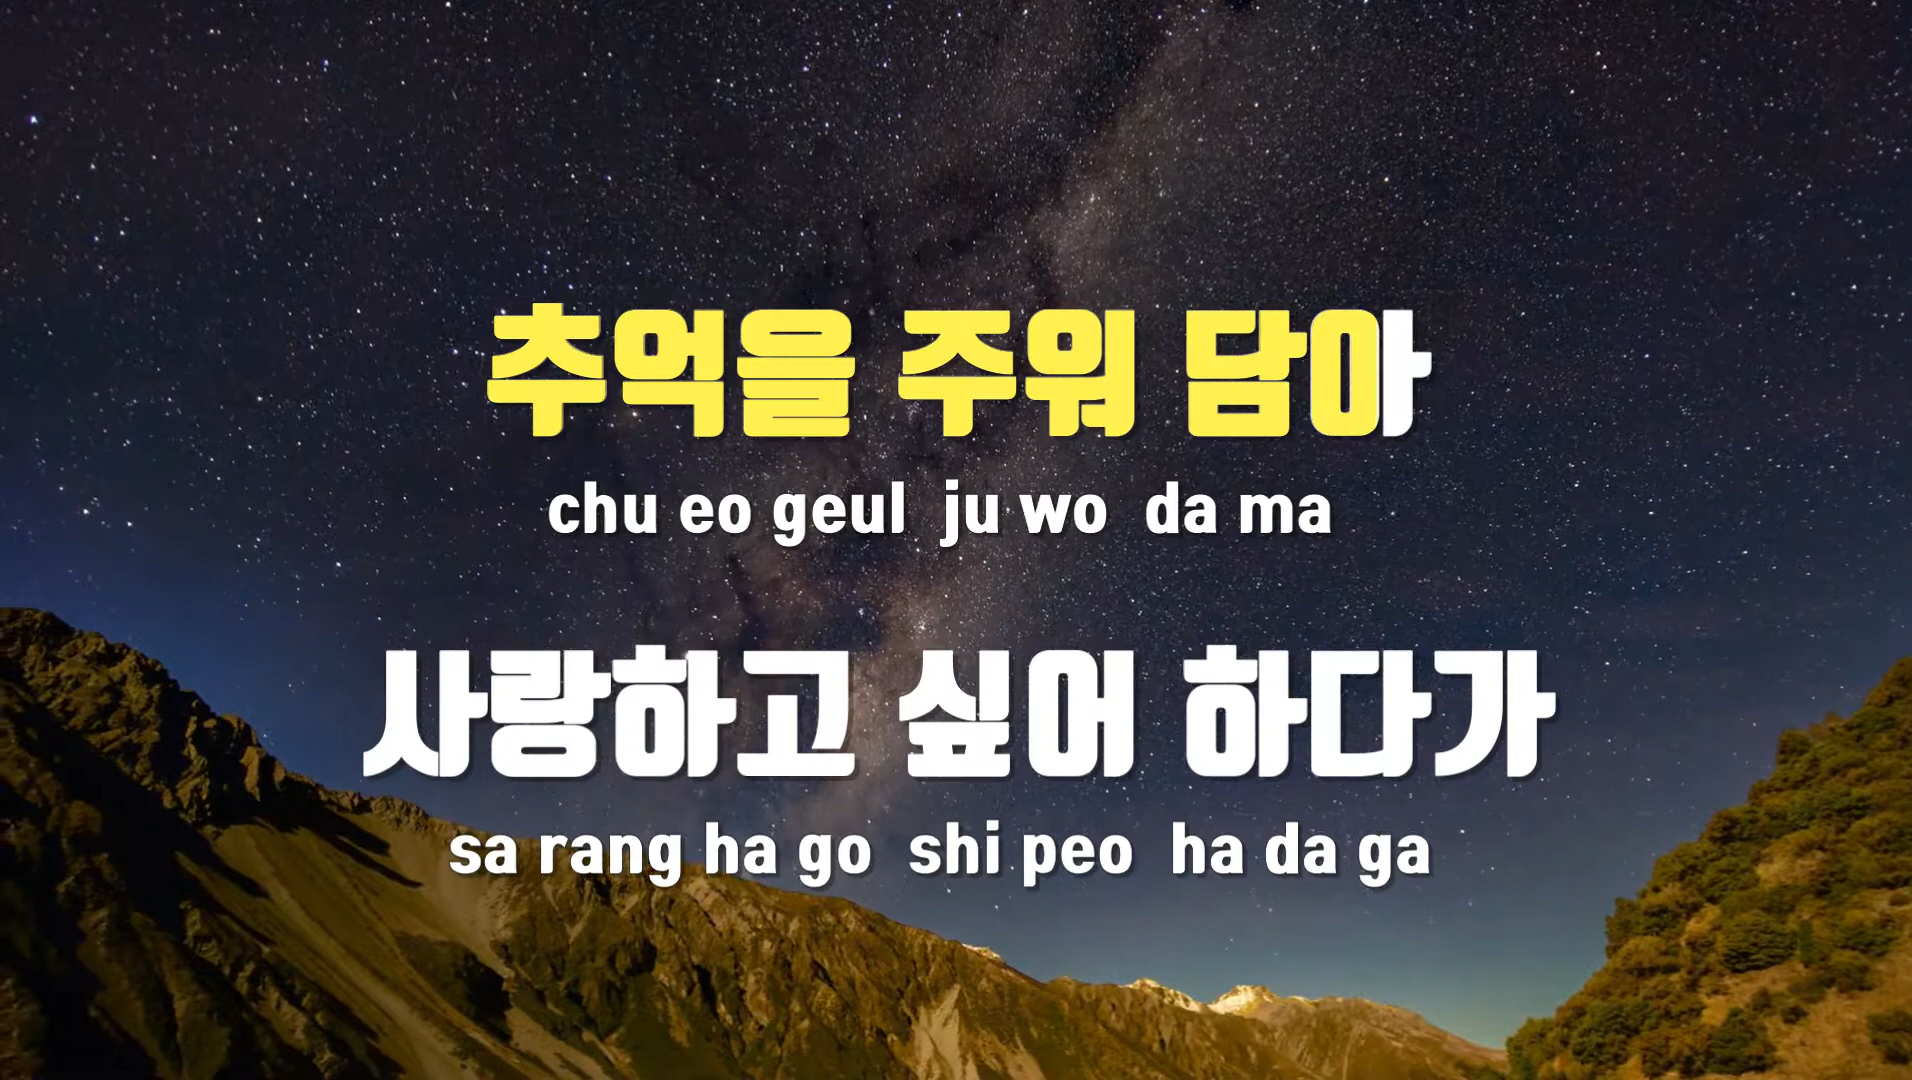 추억을 주워 담아
chu eo geul ju wo da ma
사랑하고 싶어 하다가
sa rang ha go shi peo ha da ga